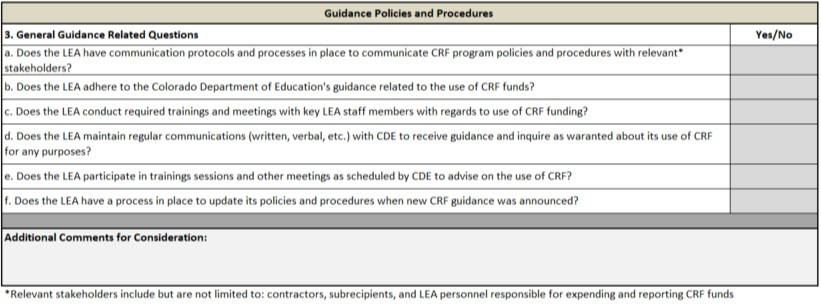 Guidance Policies and Procedures
3. General Guidance Related Questions Yes/No
a. Does the LEA have communication protocols and processes in place to communicate CRF program policies and procedures with relevant*
stakeholders?
b. Does the LEA adhere to the Colorado Department of Education's guidance related to the use of CRF funds?
c. Does the LEA conduct required trainings and meetings with key LEA staff members with regards to use of CRF funding?
d. Does the LEA maintain regular communications (written, verbal, etc.) with CDE to receive guidance and inquire as waranted about its use of CRF
for any purposes?
e. Does the LEA participate in trainings sessions and other meetings as scheduled by CDE to advise on the use of CRF?
f. Does the LEA have a process in place to update its policies and procedures when new CRF guidance was announced?
Additional Comments for Consideration:
*Relevant stakeholders include but are not limited to: contractors, subrecipients, and LEA personnel responsible for expending and reporting CRF funds